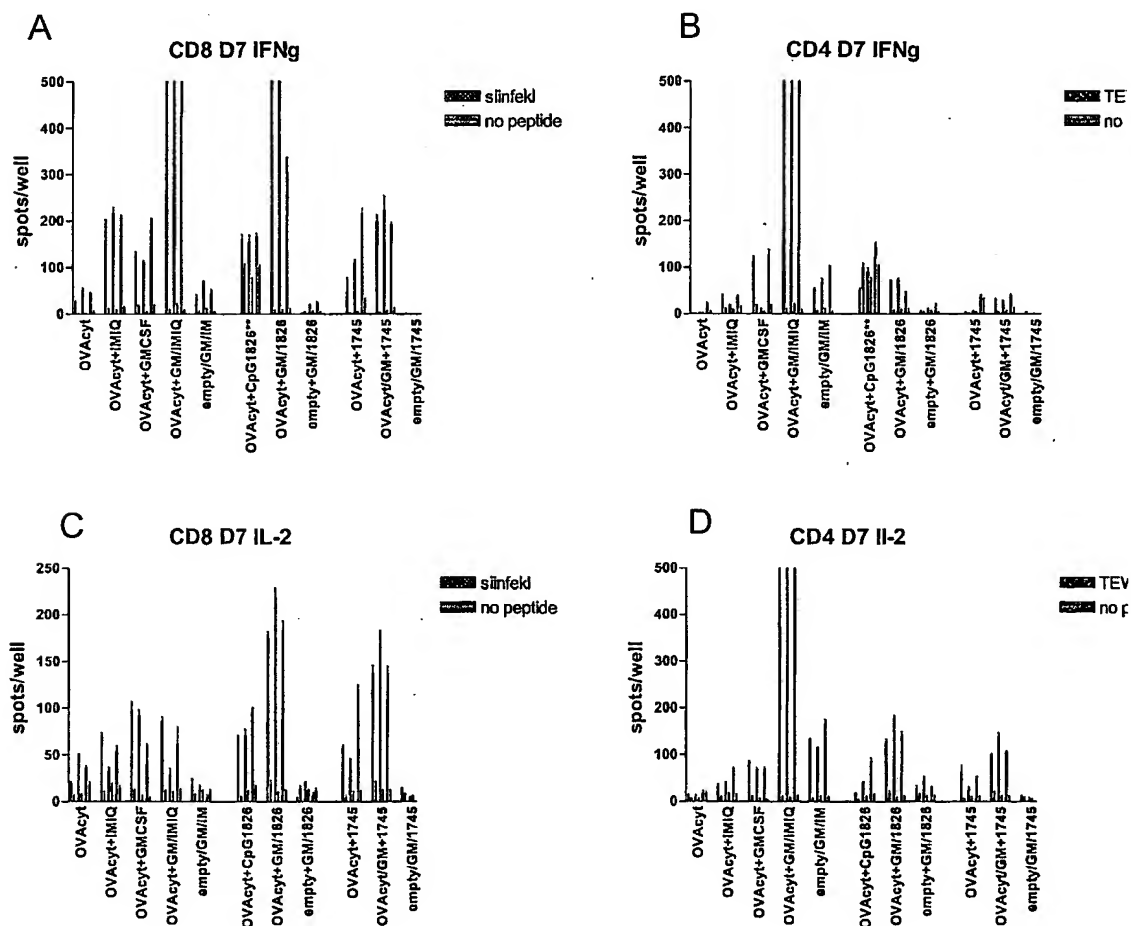 A
CD8 D7 IFNg
500
400
300
200
100
0
spots/well
siinfekl
no peptide
OVAcyt
OVAcyt+IMIQ
OVAcyt+GMCSF
OVAcyt+GM/IMIQ
empty/GM/IM
OVAcyt+CpG1826**
OVAcyt+GM/1826
empty+GM/1826
OVAcyt+1745
OVAcyt/GM+1745
empty/GM/1745
B
CD4 D7 IFNg
500
400
300
200
100
0
spots/well
TE
no
OVAcyt
OVAcyt+IMIQ
OVAcyt+GMCSF
OVAcyt+GM/IMIQ
empty/GM/IM
OVAcyt+CpG1826**
OVAcyt+GM/1826
empty+GM/1826
OVAcyt+1745
OVAcyt/GM+1745
empty/GM/1745
C
CD8 D7 IL-2
250
200
150
100
50
0
spots/well
siinfekl
no peptide
OVAcyt
OVAcyt+IMIQ
OVAcyt+GMCSF
OVAcyt+GM/IMIQ
empty/GM/IM
OVAcyt+CpG1826
OVAcyt+GM/1826
empty+GM/1826
OVAcyt+1745
OVAcyt/GM+1745
empty/GM/1745
D
CD4 D7 Il-2
500
400
300
200
100
0
spots/well
TEV
no p
OVAcyt
OVAcyt+IMIQ
OVAcyt+GMCSF
OVAcyt+GM/IMIQ
empty/GM/IM
OVAcyt+CpG1826
OVAcyt+GM/1826
empty+GM/1826
OVAcyt+1745
OVAcyt/GM+1745
empty/GM/1745